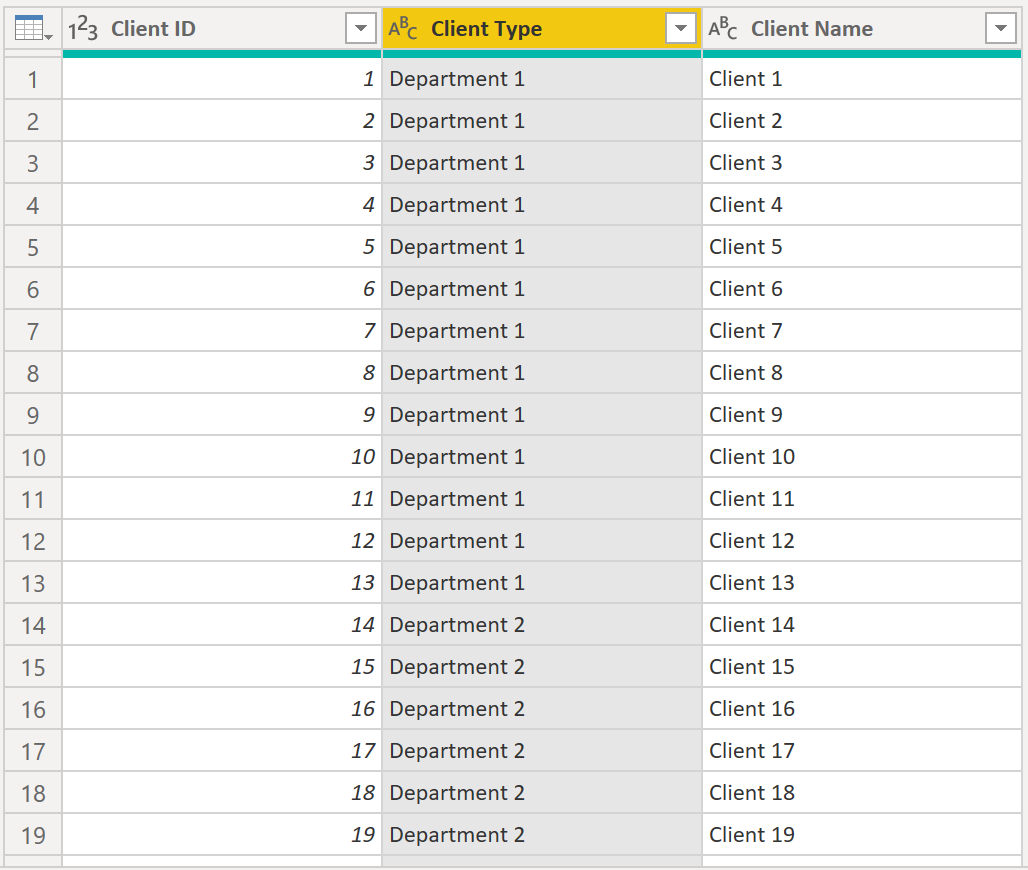 123 Client ID ABC Client Type ABC Client Name
1 1 Department 1 Client 1
2 2 Department 1 Client 2
3 3 Department 1 Client 3
4 4 Department 1 Client 4
5 5 Department 1 Client 5
6 6 Department 1 Client 6
7 7 Department 1 Client 7
8 8 Department 1 Client 8
9 9 Department 1 Client 9
10 10 Department 1 Client 10
11 11 Department 1 Client 11
12 12 Department 1 Client 12
13 13 Department 1 Client 13
14 14 Department 2 Client 14
15 15 Department 2 Client 15
16 16 Department 2 Client 16
17 17 Department 2 Client 17
18 18 Department 2 Client 18
19 19 Department 2 Client 19